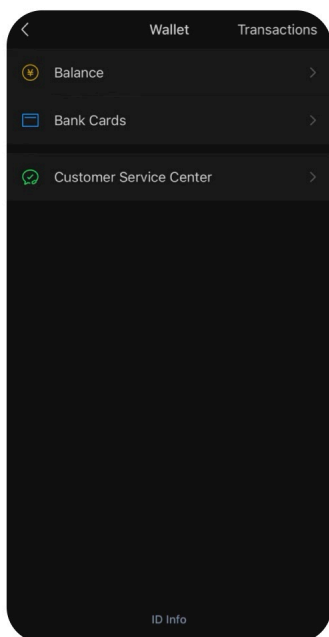 Wallet Transactions
Balance
Bank Cards
Customer Service Center
ID Info